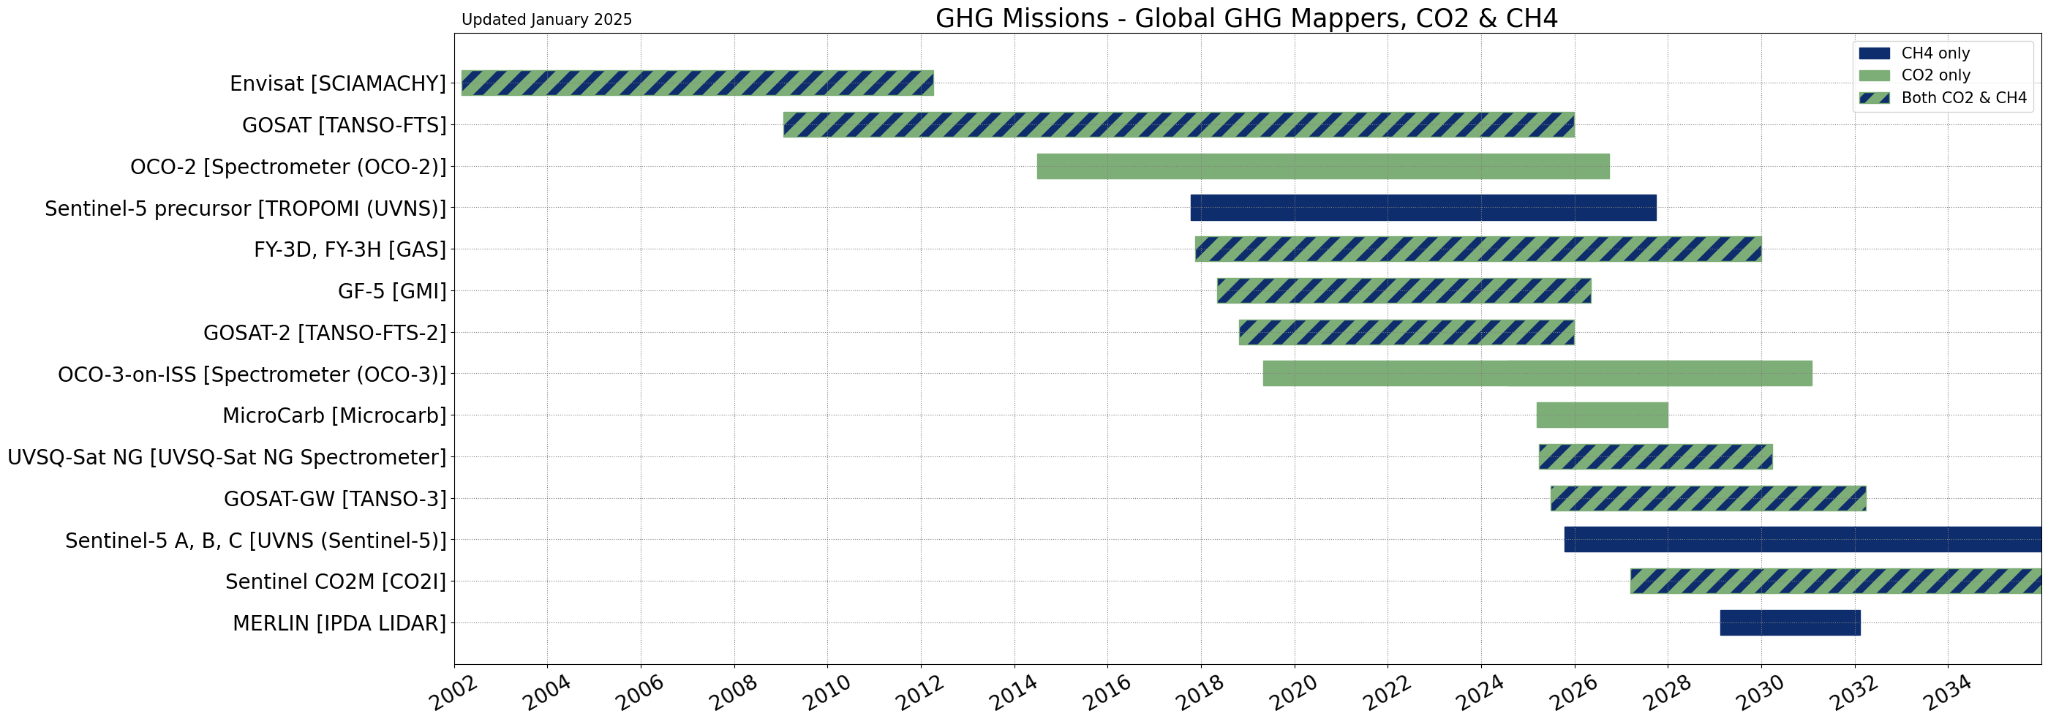 Updated January 2025
GHG Missions - Global GHG Mappers, CO2 & CH4
CH4 only
CO2 only
Both CO2 & CH4
Envisat [SCIAMACHY]
GOSAT [TANSO-FTS]
OCO-2 [Spectrometer (OCO-2)]
Sentinel-5 precursor [TROPOMI (UVNS)]
FY-3D, FY-3H [GAS]
GF-5 [GMI]
GOSAT-2 [TANSO-FTS-2]
OCO-3-on-ISS [Spectrometer (OCO-3)]
MicroCarb [Microcarb]
UVSQ-Sat NG [UVSQ-Sat NG Spectrometer]
GOSAT-GW [TANSO-3]
Sentinel-5 A, B, C [UVNS (Sentinel-5)]
Sentinel CO2M [CO2I]
MERLIN [IPDA LIDAR]
2002 2004 2006 2008 2010 2012 2014 2016 2018 2020 2022 2024 2026 2028 2030 2032 2034